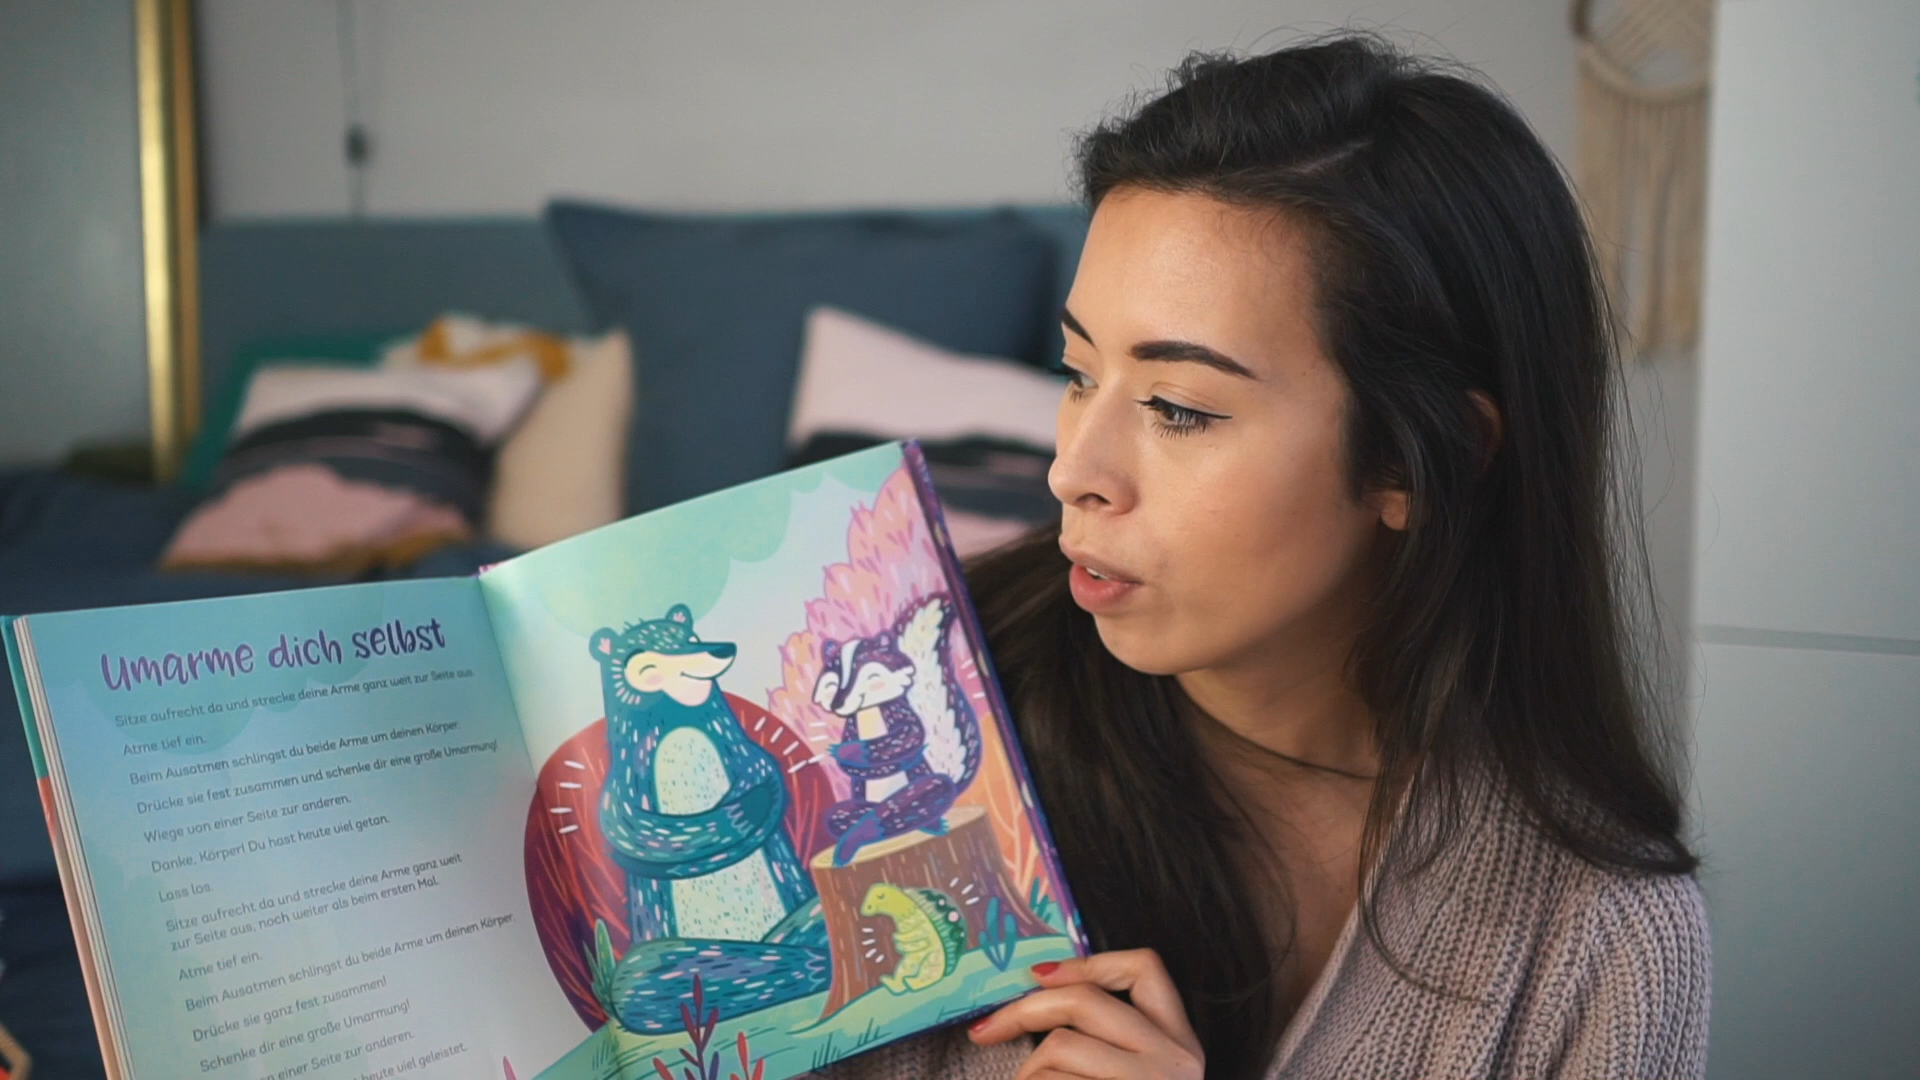 Umarme dich selbst
Sitze aufrecht da und strecke deine Arme ganz weit zur Seite aus.
Atme tief ein.
Beim Ausatmen schlingst du beide Arme um deinen Körper.
Drücke sie fest zusammen und schenke dir eine große Umarmung!
Wiege von einer Seite zur anderen.
Danke, Körper! Du hast heute viel getan.
Lass los.
Sitze aufrecht da und strecke deine Arme ganz weit
zur Seite aus, noch weiter als beim ersten Mal.
Atme tief ein.
Beim Ausatmen schlingst du beide Arme um deinen Körper.
Drücke sie ganz fest zusammen!
Schenke dir eine große Umarmung!
einer Seite zur anderen.
heute viel geleistet.